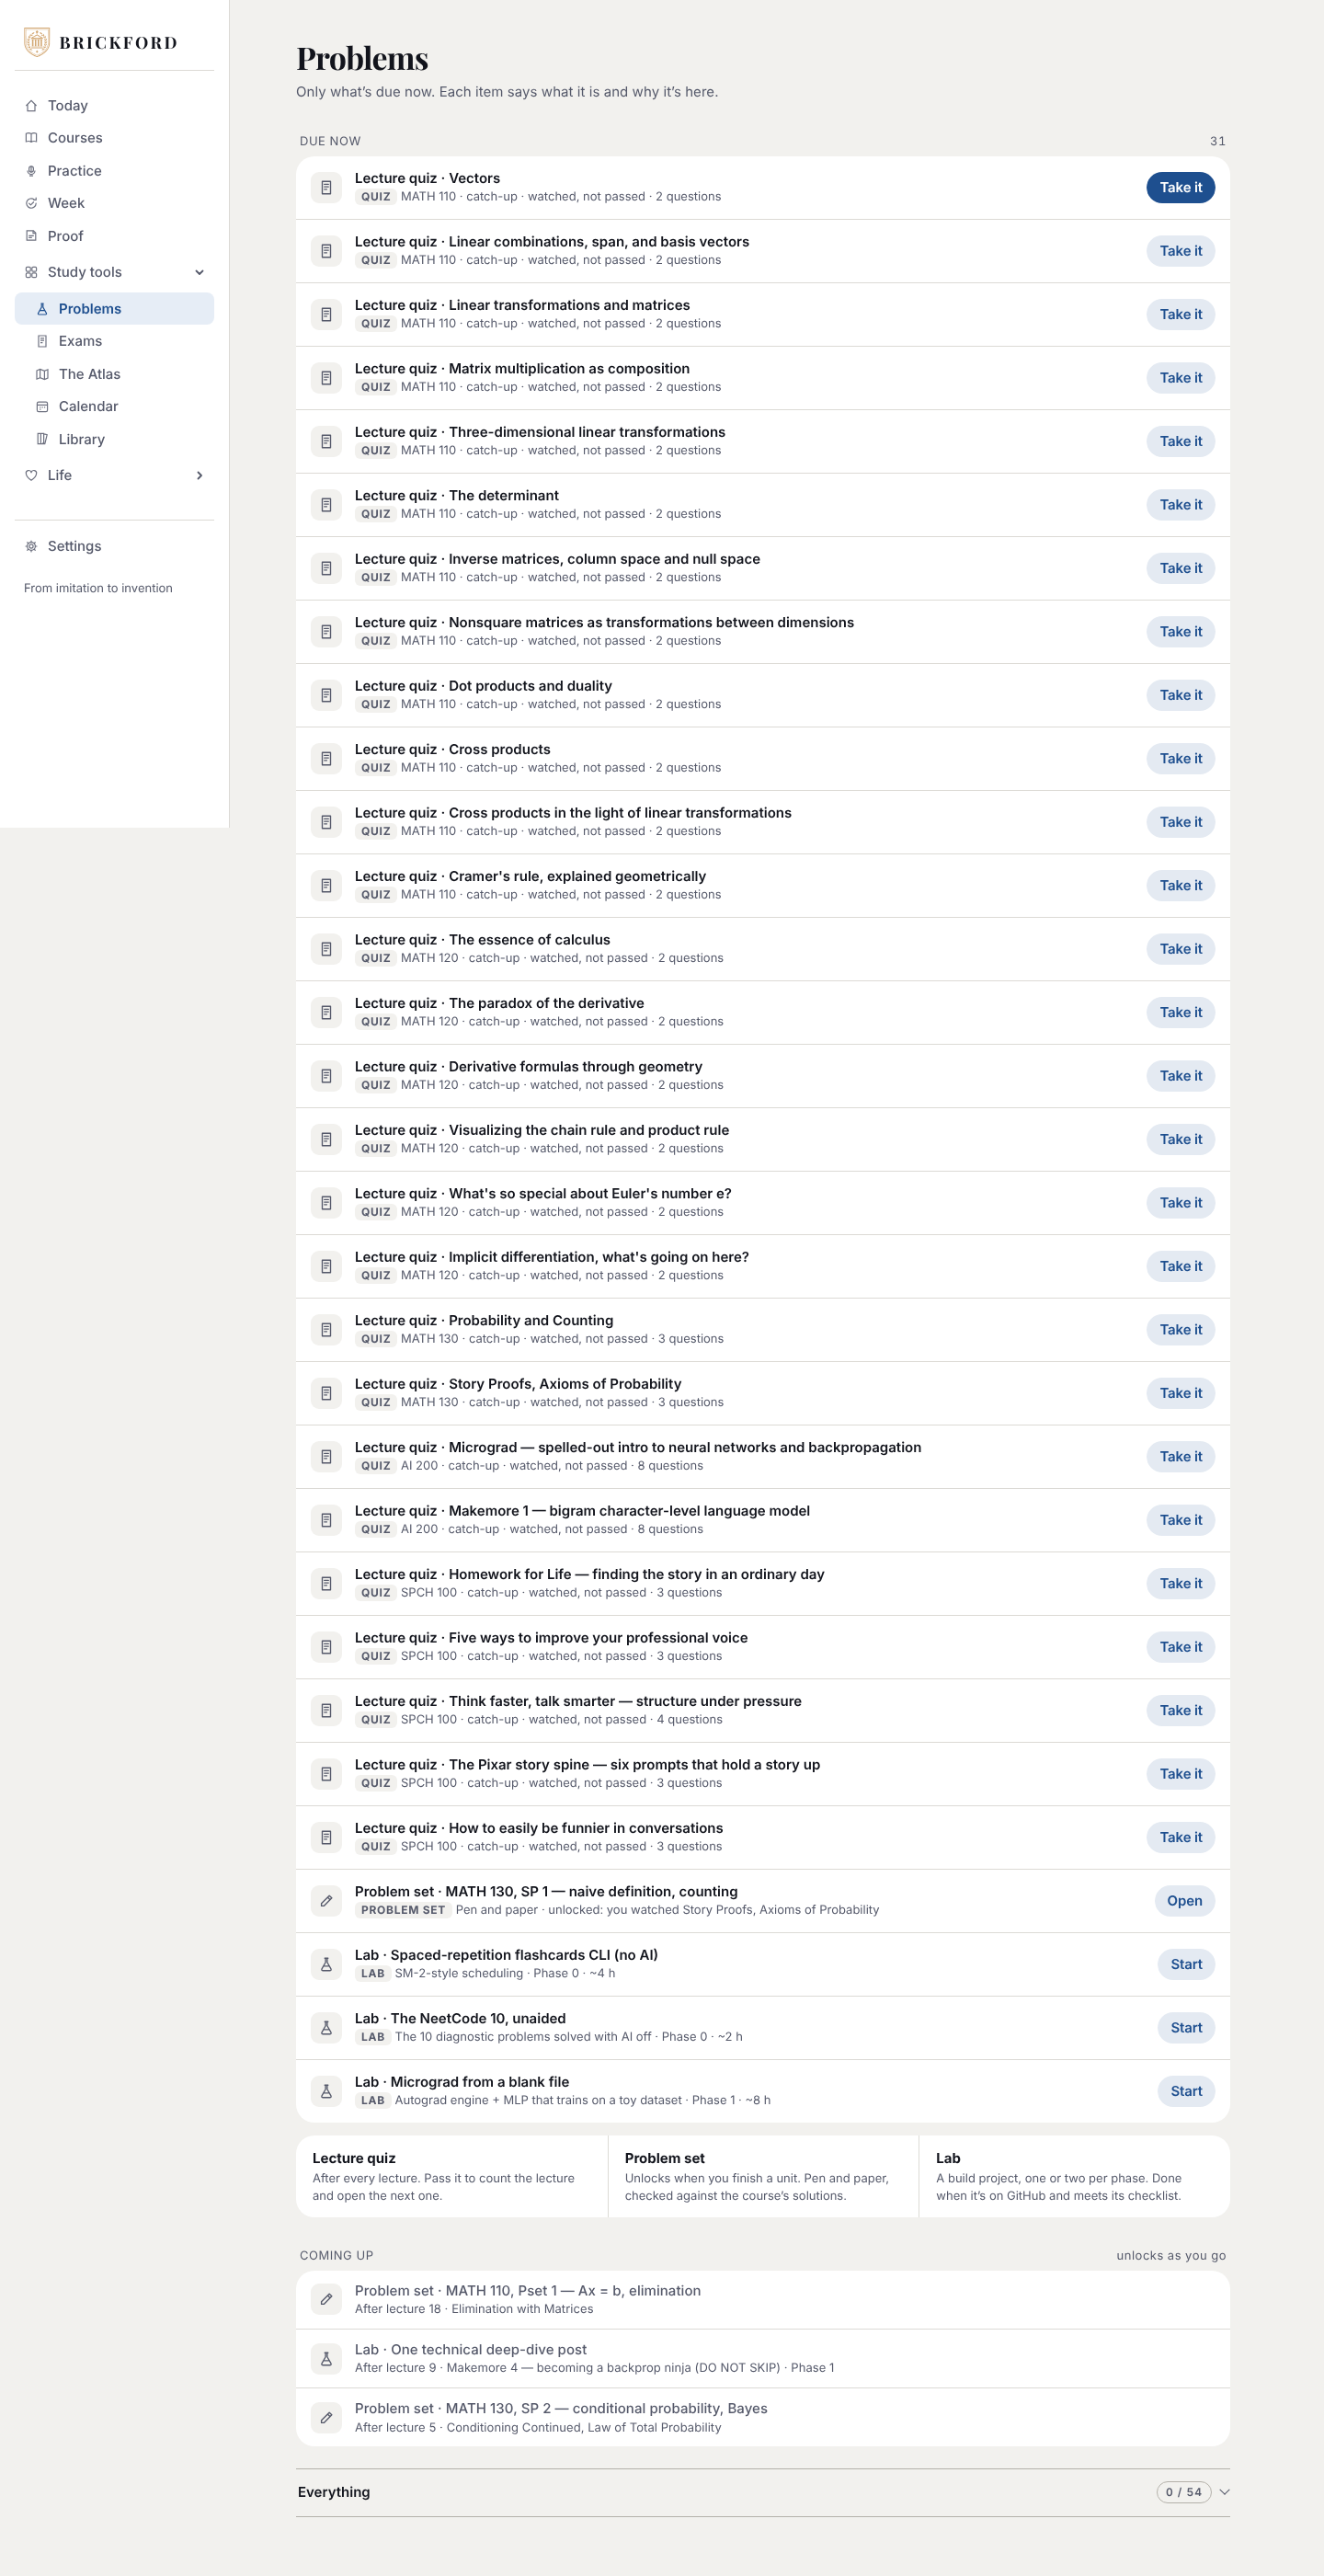 BRICKFORD
Today
Courses
Practice
Week
Proof
Study tools
Problems
Exams
The Atlas
Calendar
Library
Life
Settings
From imitation to invention
Problems
Only what’s due now. Each item says what it is and why it’s here.
DUE NOW 31
Lecture quiz · Vectors
QUIZ MATH 110 · catch-up · watched, not passed · 2 questions
Take it
Lecture quiz · Linear combinations, span, and basis vectors
QUIZ MATH 110 · catch-up · watched, not passed · 2 questions
Take it
Lecture quiz · Linear transformations and matrices
QUIZ MATH 110 · catch-up · watched, not passed · 2 questions
Take it
Lecture quiz · Matrix multiplication as composition
QUIZ MATH 110 · catch-up · watched, not passed · 2 questions
Take it
Lecture quiz · Three-dimensional linear transformations
QUIZ MATH 110 · catch-up · watched, not passed · 2 questions
Take it
Lecture quiz · The determinant
QUIZ MATH 110 · catch-up · watched, not passed · 2 questions
Take it
Lecture quiz · Inverse matrices, column space and null space
QUIZ MATH 110 · catch-up · watched, not passed · 2 questions
Take it
Lecture quiz · Nonsquare matrices as transformations between dimensions
QUIZ MATH 110 · catch-up · watched, not passed · 2 questions
Take it
Lecture quiz · Dot products and duality
QUIZ MATH 110 · catch-up · watched, not passed · 2 questions
Take it
Lecture quiz · Cross products
QUIZ MATH 110 · catch-up · watched, not passed · 2 questions
Take it
Lecture quiz · Cross products in the light of linear transformations
QUIZ MATH 110 · catch-up · watched, not passed · 2 questions
Take it
Lecture quiz · Cramer's rule, explained geometrically
QUIZ MATH 110 · catch-up · watched, not passed · 2 questions
Take it
Lecture quiz · The essence of calculus
QUIZ MATH 120 · catch-up · watched, not passed · 2 questions
Take it
Lecture quiz · The paradox of the derivative
QUIZ MATH 120 · catch-up · watched, not passed · 2 questions
Take it
Lecture quiz · Derivative formulas through geometry
QUIZ MATH 120 · catch-up · watched, not passed · 2 questions
Take it
Lecture quiz · Visualizing the chain rule and product rule
QUIZ MATH 120 · catch-up · watched, not passed · 2 questions
Take it
Lecture quiz · What's so special about Euler's number e?
QUIZ MATH 120 · catch-up · watched, not passed · 2 questions
Take it
Lecture quiz · Implicit differentiation, what's going on here?
QUIZ MATH 120 · catch-up · watched, not passed · 2 questions
Take it
Lecture quiz · Probability and Counting
QUIZ MATH 130 · catch-up · watched, not passed · 3 questions
Take it
Lecture quiz · Story Proofs, Axioms of Probability
QUIZ MATH 130 · catch-up · watched, not passed · 3 questions
Take it
Lecture quiz · Micrograd — spelled-out intro to neural networks and backpropagation
QUIZ AI 200 · catch-up · watched, not passed · 8 questions
Take it
Lecture quiz · Makemore 1 — bigram character-level language model
QUIZ AI 200 · catch-up · watched, not passed · 8 questions
Take it
Lecture quiz · Homework for Life — finding the story in an ordinary day
QUIZ SPCH 100 · catch-up · watched, not passed · 3 questions
Take it
Lecture quiz · Five ways to improve your professional voice
QUIZ SPCH 100 · catch-up · watched, not passed · 3 questions
Take it
Lecture quiz · Think faster, talk smarter — structure under pressure
QUIZ SPCH 100 · catch-up · watched, not passed · 4 questions
Take it
Lecture quiz · The Pixar story spine — six prompts that hold a story up
QUIZ SPCH 100 · catch-up · watched, not passed · 3 questions
Take it
Lecture quiz · How to easily be funnier in conversations
QUIZ SPCH 100 · catch-up · watched, not passed · 3 questions
Take it
Problem set · MATH 130, SP 1 — naive definition, counting
PROBLEM SET Pen and paper · unlocked: you watched Story Proofs, Axioms of Probability
Open
Lab · Spaced-repetition flashcards CLI (no AI)
LAB SM-2-style scheduling · Phase 0 · ~4 h
Start
Lab · The NeetCode 10, unaided
LAB The 10 diagnostic problems solved with AI off · Phase 0 · ~2 h
Start
Lab · Micrograd from a blank file
LAB Autograd engine + MLP that trains on a toy dataset · Phase 1 · ~8 h
Start
Lecture quiz
After every lecture. Pass it to count the lecture
and open the next one.
Problem set
Unlocks when you finish a unit. Pen and paper,
checked against the course’s solutions.
Lab
A build project, one or two per phase. Done
when it’s on GitHub and meets its checklist.
COMING UP unlocks as you go
Problem set · MATH 110, Pset 1 — Ax = b, elimination
After lecture 18 · Elimination with Matrices
Lab · One technical deep-dive post
After lecture 9 · Makemore 4 — becoming a backprop ninja (DO NOT SKIP) · Phase 1
Problem set · MATH 130, SP 2 — conditional probability, Bayes
After lecture 5 · Conditioning Continued, Law of Total Probability
Everything 0 / 54